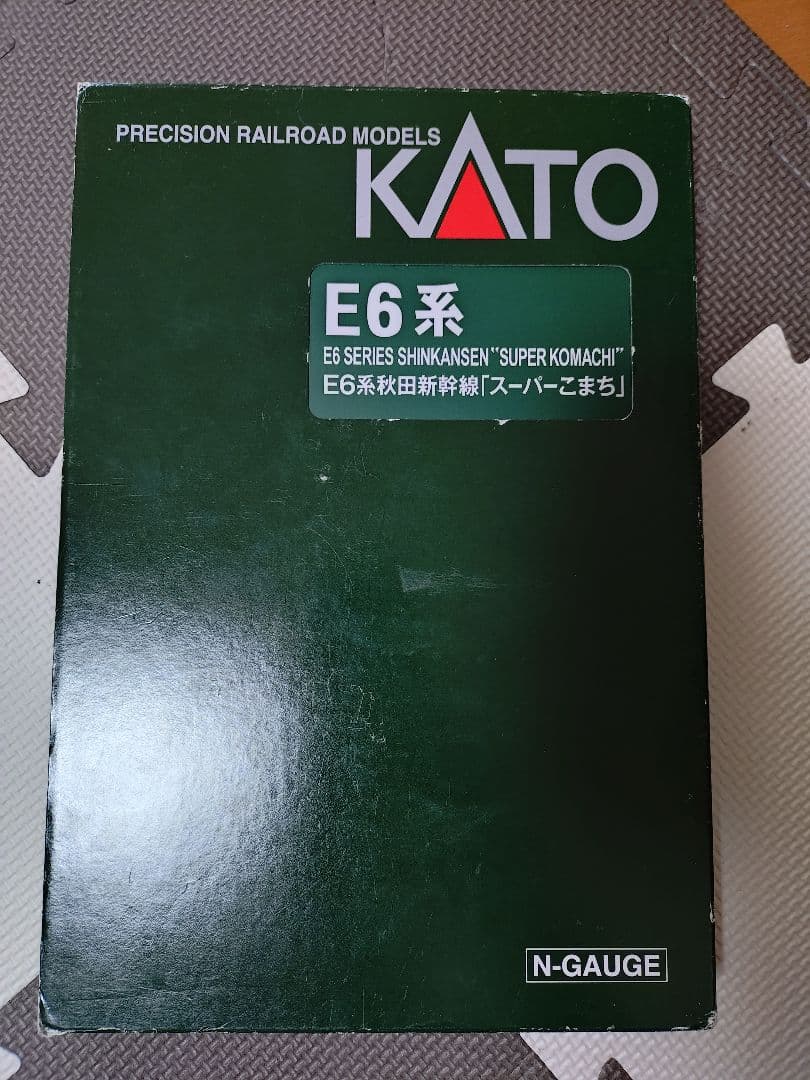 PRECISION RAILROAD MODELS
KATO
E6系
E6 SERIES SHINKANSEN "SUPER KOMACHI"
E6系秋田新幹線「スーパーこまち」
N-GAUGE